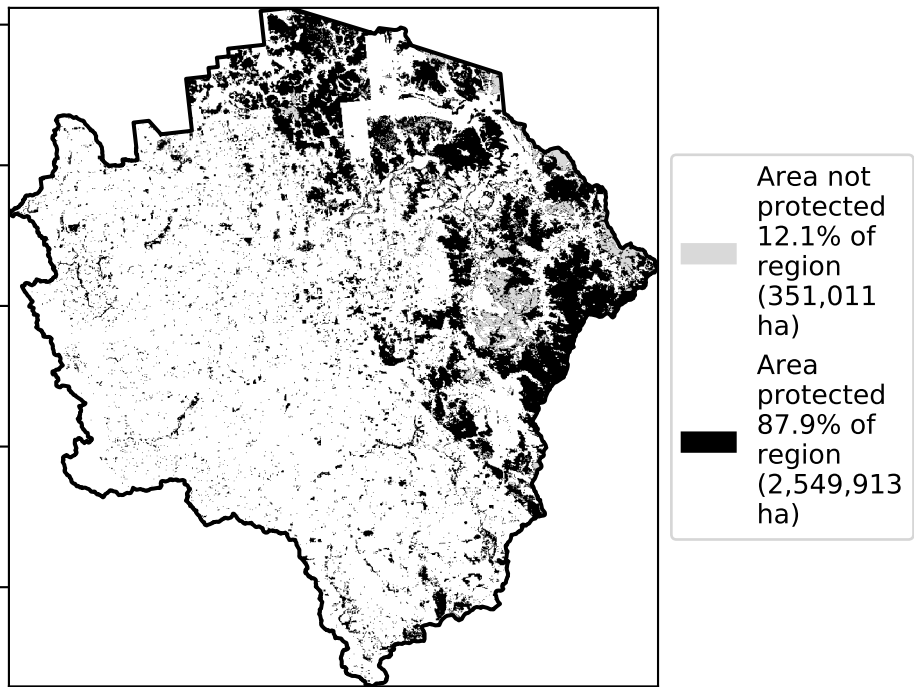 Area not
protected
12.1% of
region
(351,011
ha)
Area
protected
87.9% of
region
(2,549,913
ha)